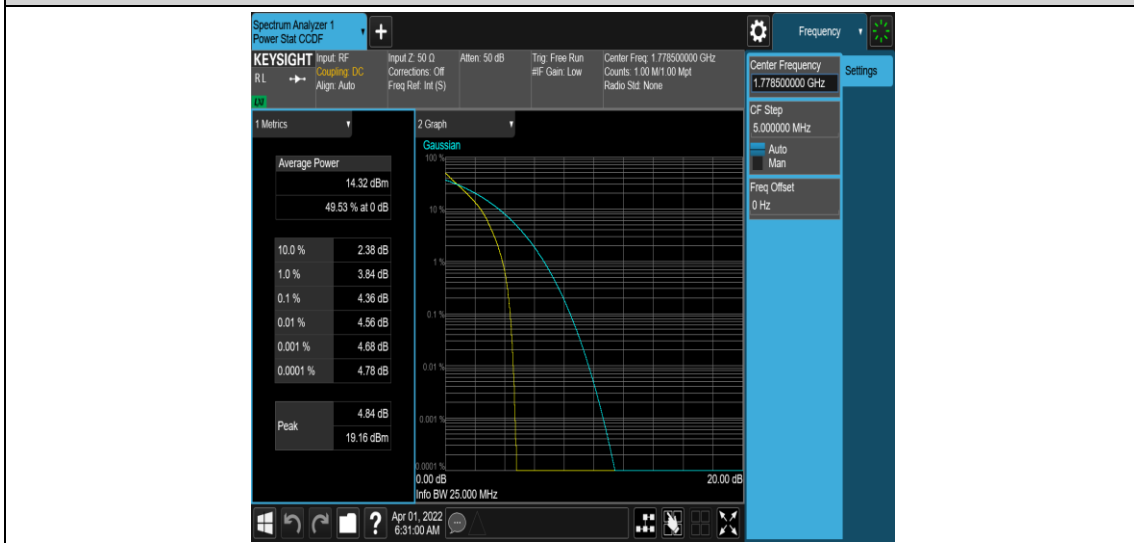 Spectrum Analyzer 1
Power Stat CCDF
+
Frequency
KEYSIGHT
RL
Input: RF
Coupling: DC
Align: Auto
Input Z: 50 Ω
Corrections: Off
Freq Ref: Int (S)
Atten: 50 dB
Trig: Free Run
#IF Gain: Low
Center Freq: 1.778500000 GHz
Counts: 1.00 M/1.00 Mpt
Radio Std: None
Center Frequency
1.778500000 GHz
Settings
CF Step
5.000000 MHz
Auto
Man
Freq Offset
0 Hz
1 Metrics
Average Power
14.32 dBm
49.53 % at 0 dB
10.0 % 2.38 dB
1.0 % 3.84 dB
0.1 % 4.36 dB
0.01 % 4.56 dB
0.001 % 4.68 dB
0.0001 % 4.78 dB
Peak
4.84 dB
19.16 dBm
2 Graph
Gaussian
100 %
10 %
1 %
0.1 %
0.01 %
0.001 %
0.0001 %
0.00 dB 20.00 dB
Info BW 25.000 MHz
?
Apr 01, 2022
6:31:00 AM